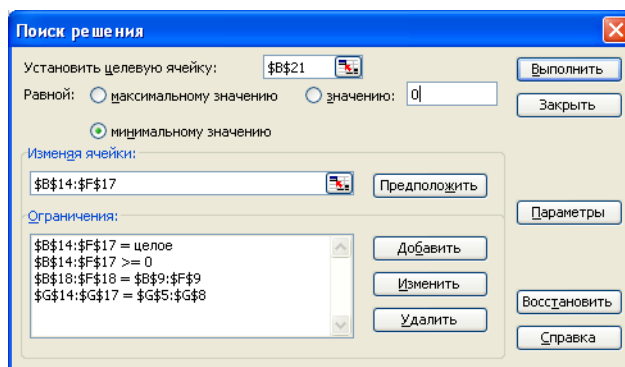 Поиск решения
Установить целевую ячейку: $B$21 Выполнить
Равной: максимальному значению значению: 0 Закрыть
минимальному значению
Изменяя ячейки:
$B$14:$F$17 Предположить
Ограничения: Параметры
$B$14:$F$17 = целое Добавить
$B$14:$F$17 >= 0
$B$18:$F$18 = $B$9:$F$9 Изменить
$G$14:$G$17 = $G$5:$G$8 Восстановить
Удалить
Справка